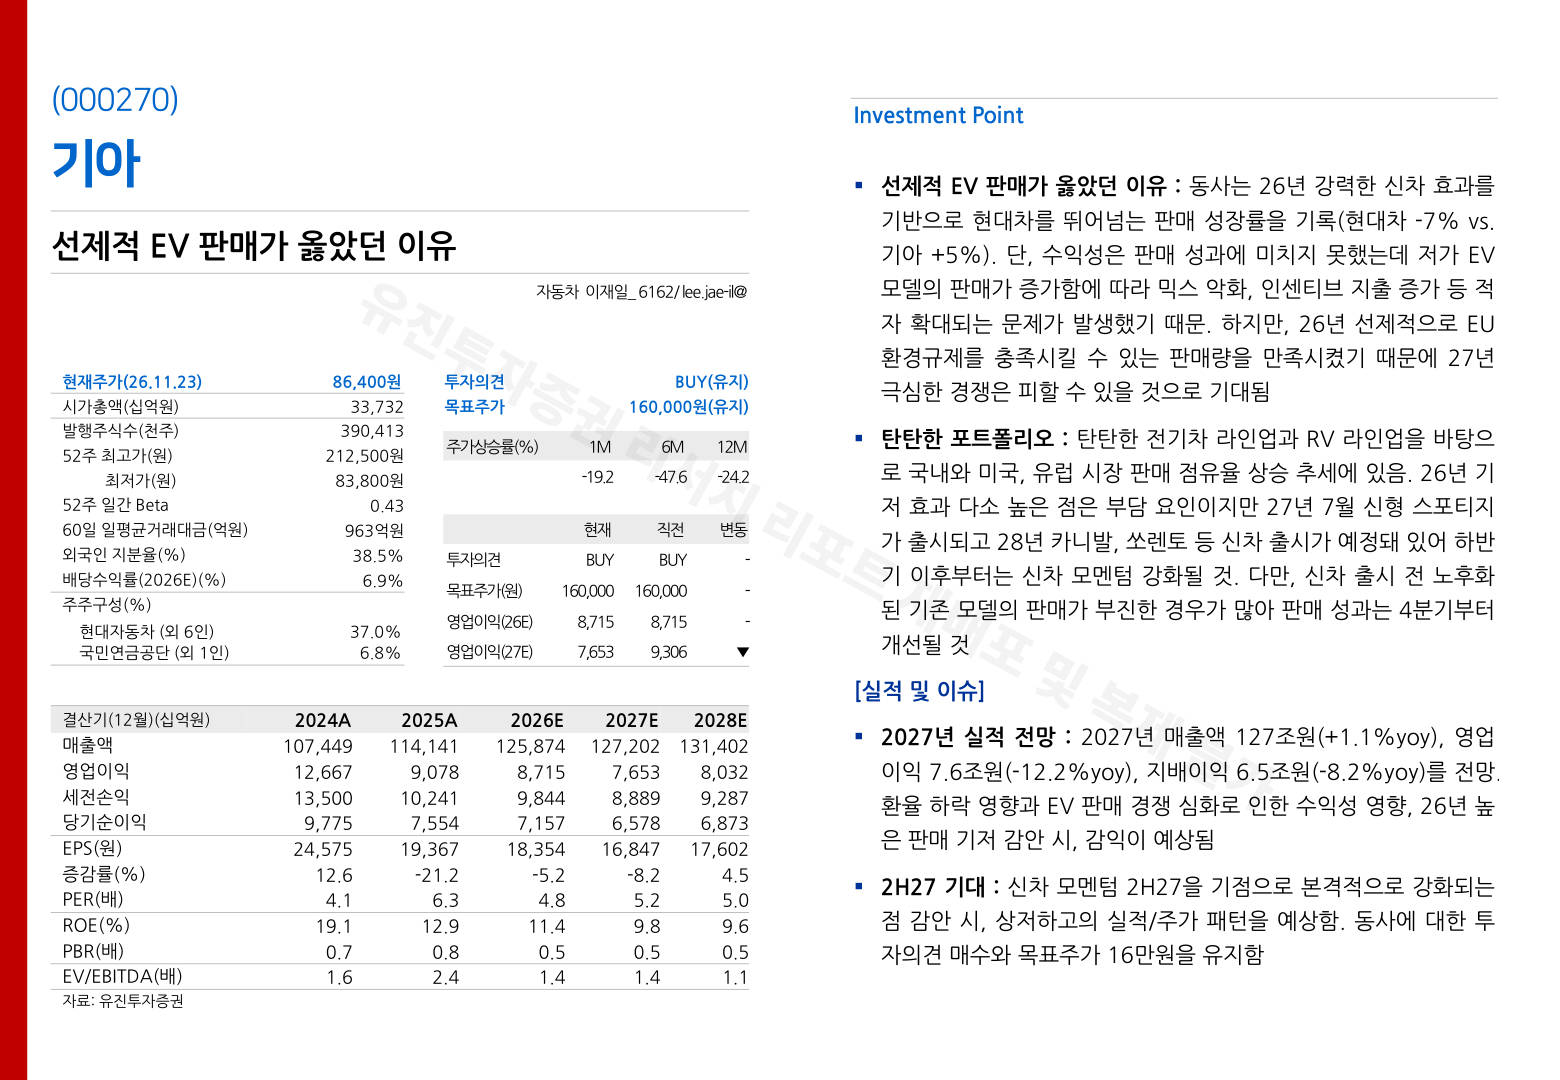 (000270)
기아
선제적 EV 판매가 옳았던 이유
자동차 이재일_ 6162/ lee.jae-il@
현재주가(26.11.23) 86,400원
시가총액(십억원) 33,732
발행주식수(천주) 390,413
52주 최고가(원) 212,500원
최저가(원) 83,800원
52주 일간 Beta 0.43
60일 일평균거래대금(억원) 963억원
외국인 지분율(%) 38.5%
배당수익률(2026E)(%) 6.9%
주주구성(%)
현대자동차 (외 6인) 37.0%
국민연금공단 (외 1인) 6.8%
투자의견 BUY(유지)
목표주가 160,000원(유지)
주가상승률(%) 1M 6M 12M
-19.2 -47.6 -24.2
현재 직전 변동
투자의견 BUY BUY -
목표주가(원) 160,000 160,000 -
영업이익(26E) 8,715 8,715 -
영업이익(27E) 7,653 9,306 ▼
결산기(12월)(십억원) 2024A 2025A 2026E 2027E 2028E
매출액 107,449 114,141 125,874 127,202 131,402
영업이익 12,667 9,078 8,715 7,653 8,032
세전손익 13,500 10,241 9,844 8,889 9,287
당기순이익 9,775 7,554 7,157 6,578 6,873
EPS(원) 24,575 19,367 18,354 16,847 17,602
증감률(%) 12.6 -21.2 -5.2 -8.2 4.5
PER(배) 4.1 6.3 4.8 5.2 5.0
ROE(%) 19.1 12.9 11.4 9.8 9.6
PBR(배) 0.7 0.8 0.5 0.5 0.5
EV/EBITDA(배) 1.6 2.4 1.4 1.4 1.1
자료: 유진투자증권
Investment Point
▪ 선제적 EV 판매가 옳았던 이유 : 동사는 26년 강력한 신차 효과를
기반으로 현대차를 뛰어넘는 판매 성장률을 기록(현대차 -7% vs.
기아 +5%). 단, 수익성은 판매 성과에 미치지 못했는데 저가 EV
모델의 판매가 증가함에 따라 믹스 악화, 인센티브 지출 증가 등 적
자 확대되는 문제가 발생했기 때문. 하지만, 26년 선제적으로 EU
환경규제를 충족시킬 수 있는 판매량을 만족시켰기 때문에 27년
극심한 경쟁은 피할 수 있을 것으로 기대됨
▪ 탄탄한 포트폴리오 : 탄탄한 전기차 라인업과 RV 라인업을 바탕으
로 국내와 미국, 유럽 시장 판매 점유율 상승 추세에 있음. 26년 기
저 효과 다소 높은 점은 부담 요인이지만 27년 7월 신형 스포티지
가 출시되고 28년 카니발, 쏘렌토 등 신차 출시가 예정돼 있어 하반
기 이후부터는 신차 모멘텀 강화될 것. 다만, 신차 출시 전 노후화
된 기존 모델의 판매가 부진한 경우가 많아 판매 성과는 4분기부터
개선될 것
[실적 및 이슈]
▪ 2027년 실적 전망 : 2027년 매출액 127조원(+1.1%yoy), 영업
이익 7.6조원(-12.2%yoy), 지배이익 6.5조원(-8.2%yoy)를 전망.
환율 하락 영향과 EV 판매 경쟁 심화로 인한 수익성 영향, 26년 높
은 판매 기저 감안 시, 감익이 예상됨
▪ 2H27 기대 : 신차 모멘텀 2H27을 기점으로 본격적으로 강화되는
점 감안 시, 상저하고의 실적/주가 패턴을 예상함. 동사에 대한 투
자의견 매수와 목표주가 16만원을 유지함
유진투자증권 리서치 리포트 재배포 및 복제 불가